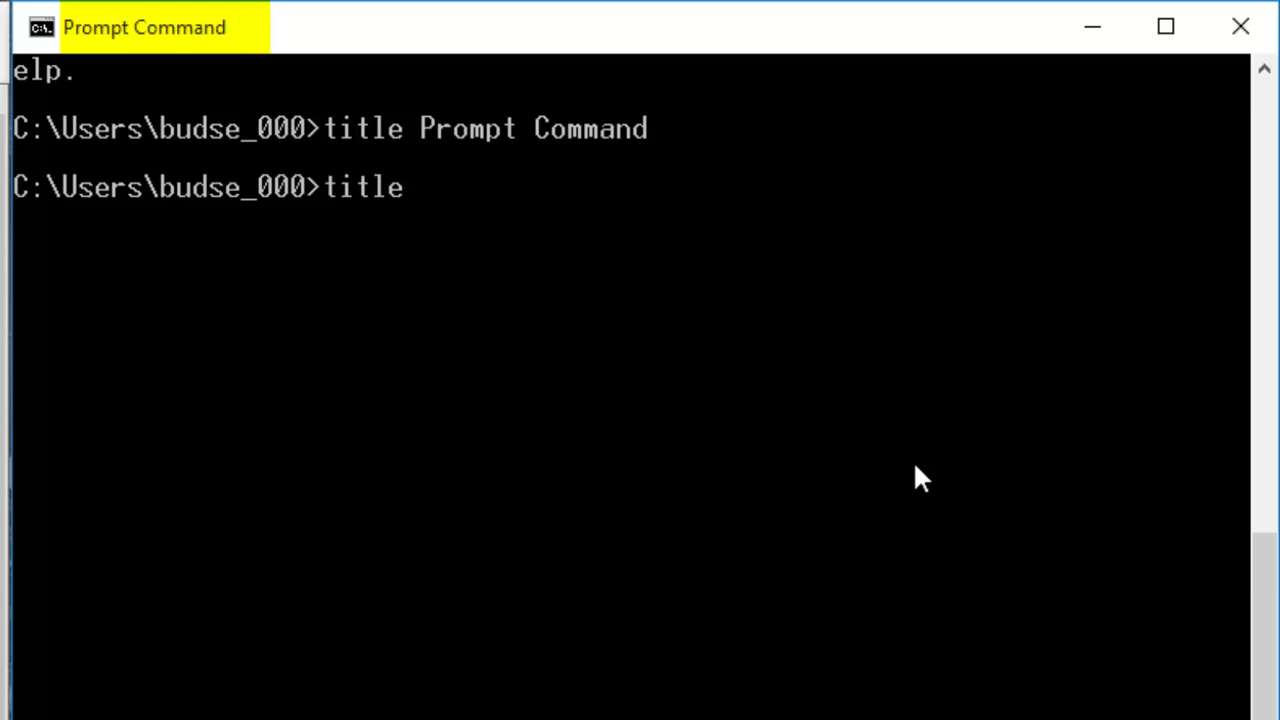 Prompt Command
elp.
C:\Users\budse_000>title Prompt Command
C:\Users\budse_000>title